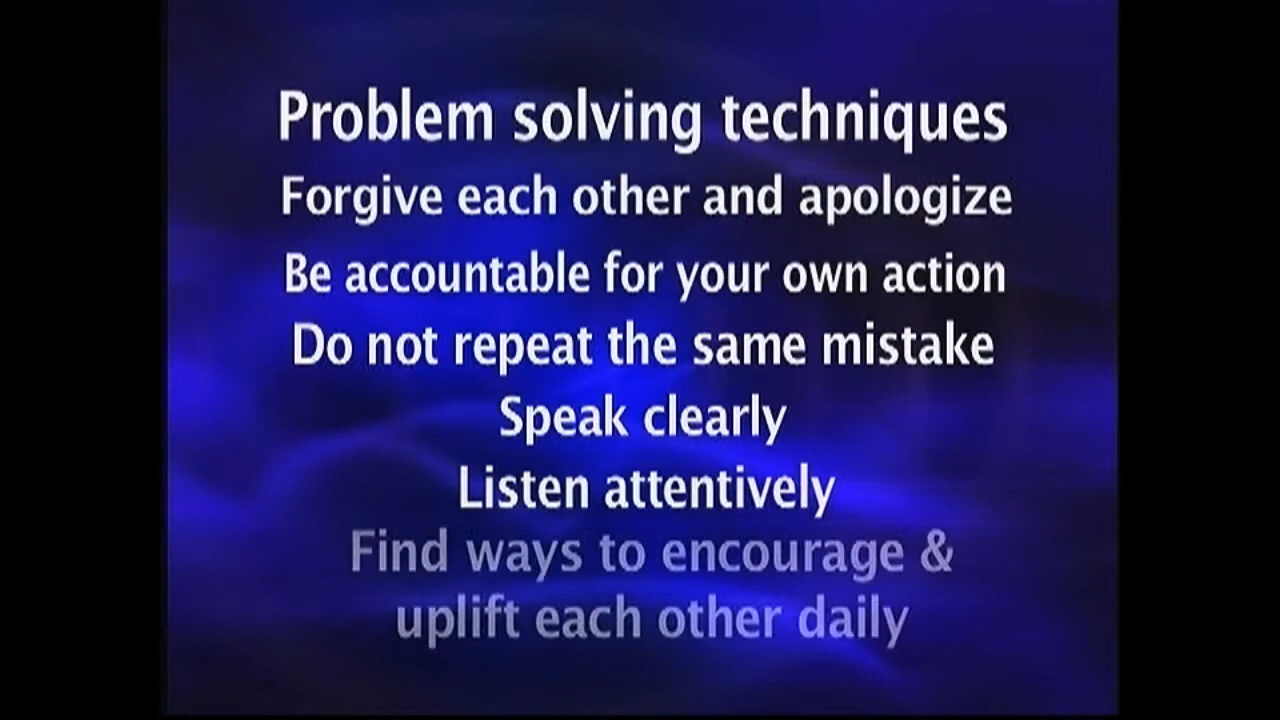 Problem solving techniques
Forgive each other and apologize
Be accountable for your own action
Do not repeat the same mistake
Speak clearly
Listen attentively
Find ways to encourage &
uplift each other daily